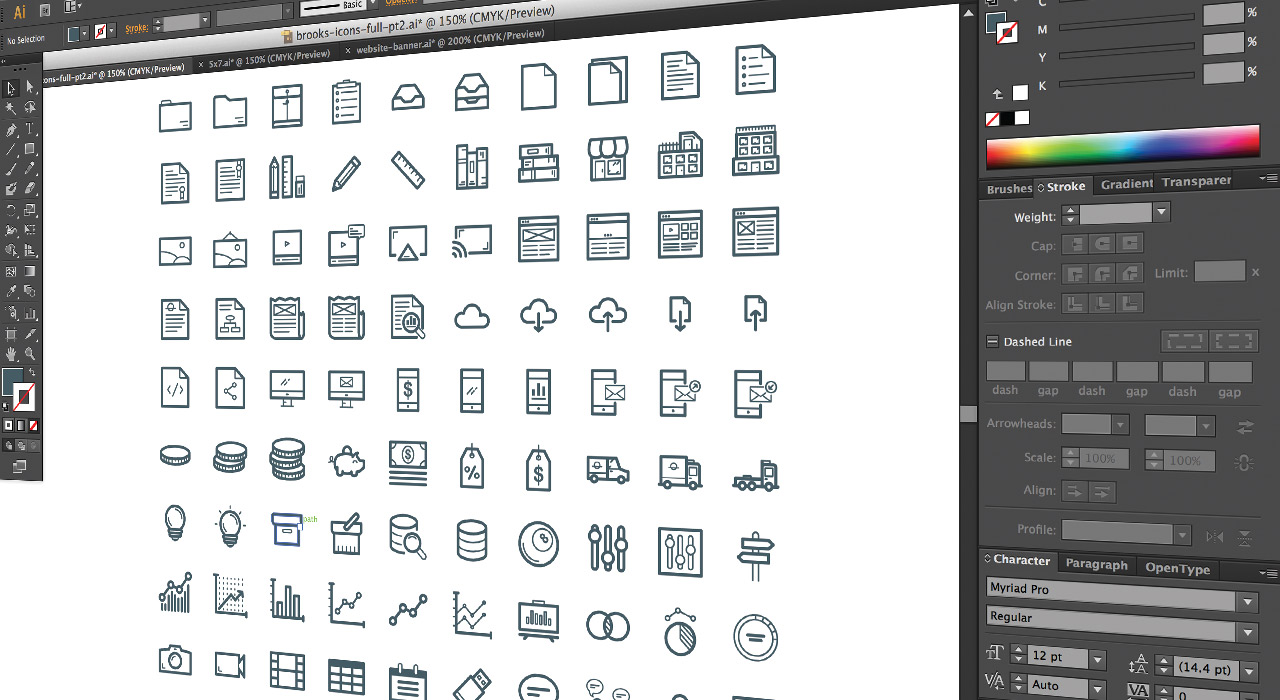 Ai
Br
Basic
Opacity:
No Selection
Stroke:
brooks-icons-full-pt2.ai* @ 150% (CMYK/Preview)
ons-full-pt2.ai* @ 150% (CMYK/Preview)
× 5x7.ai* @ 150% (CMYK/Preview)
× website-banner.ai* @ 200% (CMYK/Preview)
C
M %
Y %
K %
Brushes
Stroke
Gradient
Transparer
Weight:
Cap:
Corner:
Limit:
x
Align Stroke:
Dashed Line
dash gap dash gap dash gap
Arrowheads:
Scale: 100% 100%
Align:
Profile:
path
Character
Paragraph
OpenType
Myriad Pro
Regular
12 pt
(14.4 pt)
Auto
0